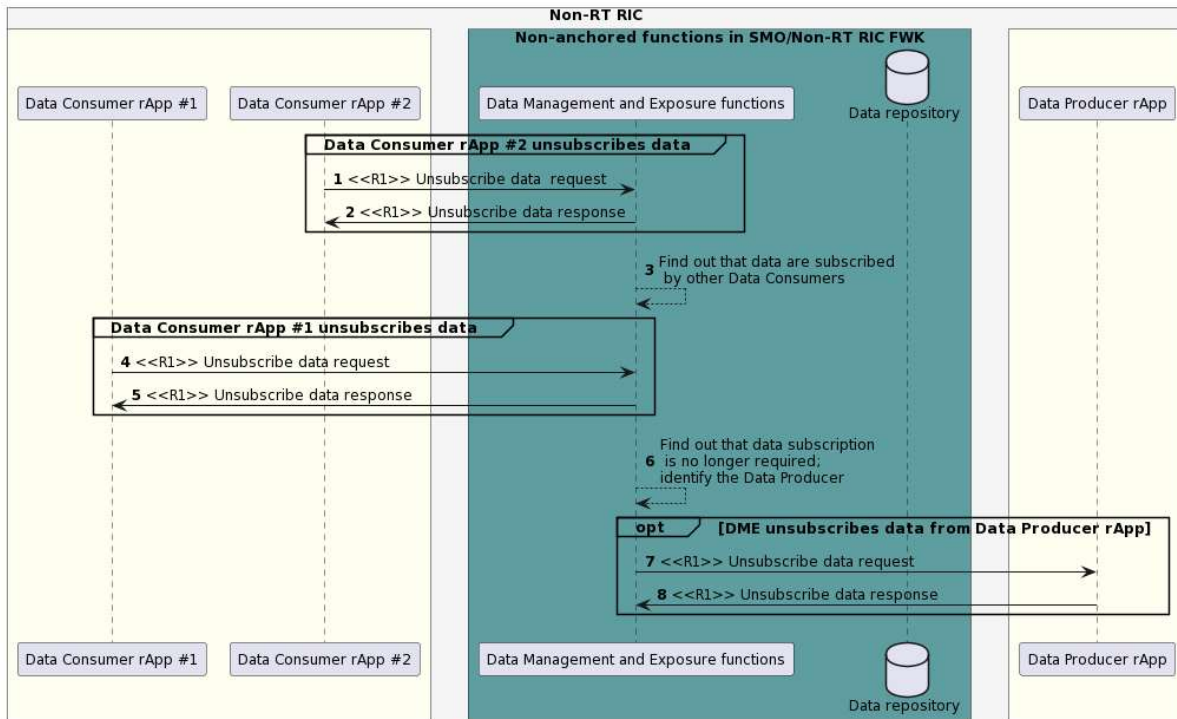 Non-RT RIC
Non-anchored functions in SMO/Non-RT RIC FWK
Data Consumer rApp #1
Data Consumer rApp #2
Data Management and Exposure functions
Data repository
Data Producer rApp
Data Consumer rApp #2 unsubscribes data
1 <<R1>> Unsubscribe data  request
2 <<R1>> Unsubscribe data response
3 Find out that data are subscribed
by other Data Consumers
Data Consumer rApp #1 unsubscribes data
4 <<R1>> Unsubscribe data request
5 <<R1>> Unsubscribe data response
Find out that data subscription
6 is no longer required;
identify the Data Producer
opt [DME unsubscribes data from Data Producer rApp]
7 <<R1>> Unsubscribe data request
8 <<R1>> Unsubscribe data response
Data Consumer rApp #1
Data Consumer rApp #2
Data Management and Exposure functions
Data repository
Data Producer rApp